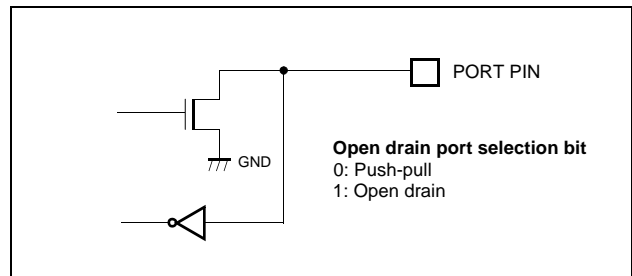 PORT PIN
GND
Open drain port selection bit
0: Push-pull
1: Open drain